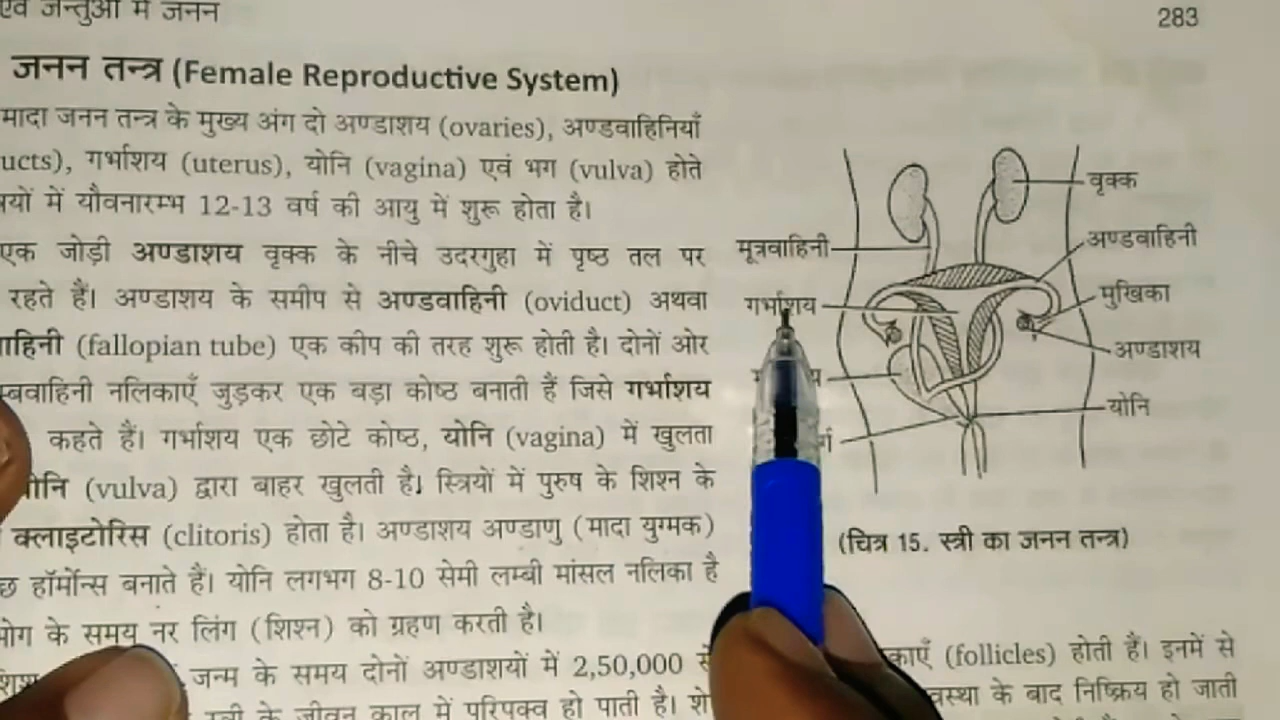 एवं जन्तुओं में जनन
283
जनन तन्त्र (Female Reproductive System)
मादा जनन तन्त्र के मुख्य अंग दो अण्डाशय (ovaries), अण्डवाहिनियाँ
ucts), गर्भाशय (uterus), योनि (vagina) एवं भग (vulva) होते
में यौवनारम्भ 12-13 वर्ष की आयु में शुरू होता है।
एक जोड़ी अण्डाशय वृक्क के नीचे उदरगुहा में पृष्ठ तल पर
रहते हैं। अण्डाशय के समीप से अण्डवाहिनी (oviduct) अथवा
वाहिनी (fallopian tube) एक कीप की तरह शुरू होती है। दोनों ओर
नलिकाएँ जुड़कर एक बड़ा कोष्ठ बनाती हैं जिसे गर्भाशय
कहते हैं। गर्भाशय एक छोटे कोष्ठ, योनि (vagina) में खुलता
योनि (vulva) द्वारा बाहर खुलती है। स्त्रियों में पुरुष के शिश्न के
क्लाइटोरिस (clitoris) होता है। अण्डाशय अण्डाणु (मादा युग्मक)
हॉर्मोन्स बनाते हैं। योनि लगभग 8-10 सेमी लम्बी मांसल नलिका है
के समय नर लिंग (शिश्न) को ग्रहण करती है।
जन्म के समय दोनों अण्डाशयों में 2,50,000
स्त्री के जीवन काल में परिपक्व हो पाती है।
वृक्क
मूत्रवाहिनी
अण्डवाहिनी
गर्भाशय
मुखिका
अण्डाशय
योनि
(चित्र 15. स्त्री का जनन तन्त्र)
(follicles) होती हैं। इनमें से
के बाद निष्क्रिय हो जाती